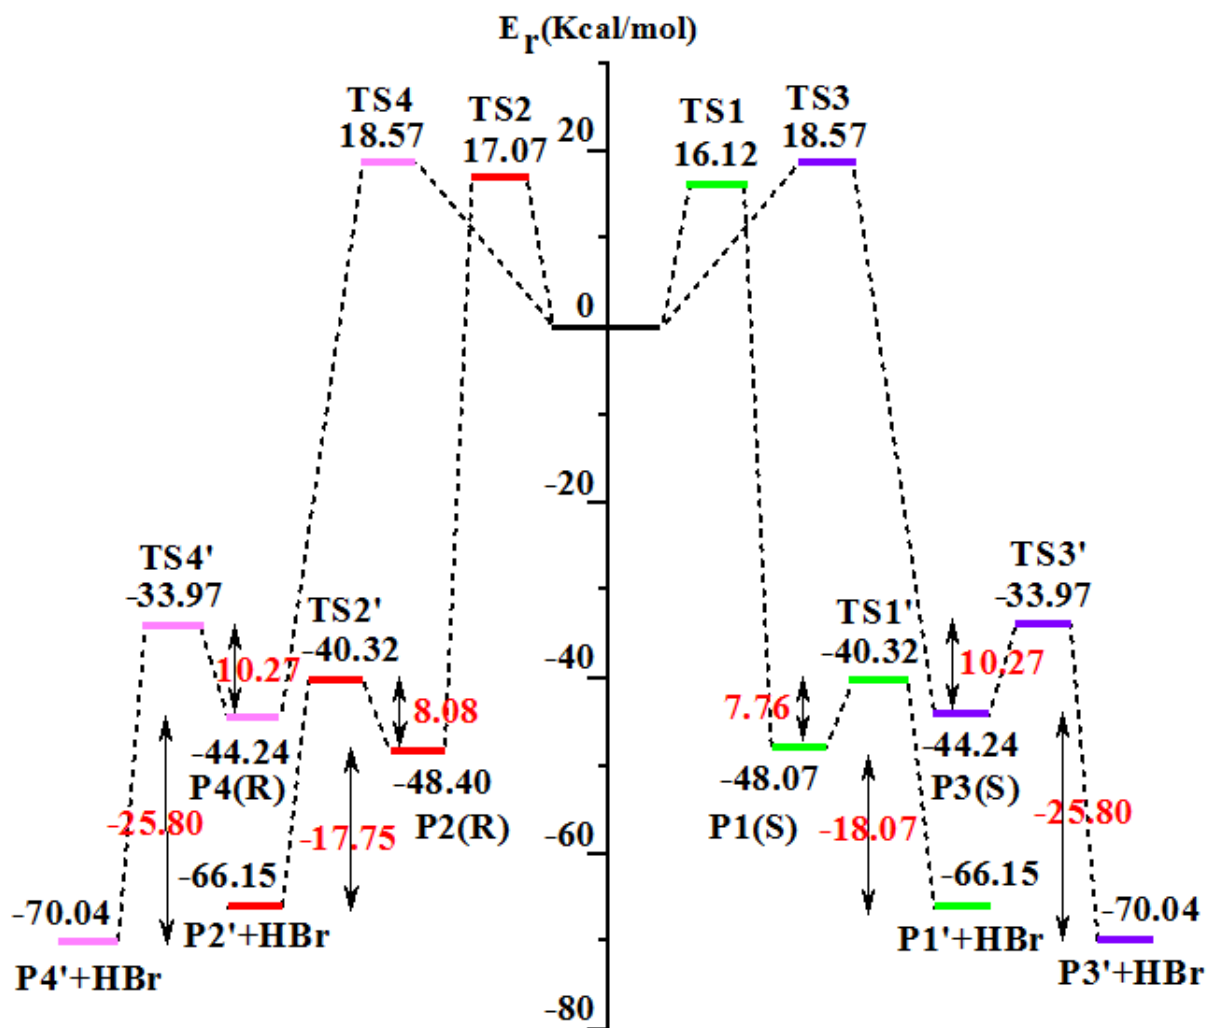 Er(Kcal/mol)
TS4
18.57
TS2
17.07
20
TS1
16.12
TS3
18.57
0
-20
TS4'
-33.97
TS2'
-40.32
TS1'
-40.32
TS3'
-33.97
-40
10.27
8.08
7.76
10.27
-44.24
P4(R)
-48.40
P2(R)
-48.07
P1(S)
-44.24
P3(S)
-25.80
-17.75
-18.07
-25.80
-60
-66.15
P2'+HBr
-66.15
P1'+HBr
-70.04
P4'+HBr
-70.04
P3'+HBr
-80